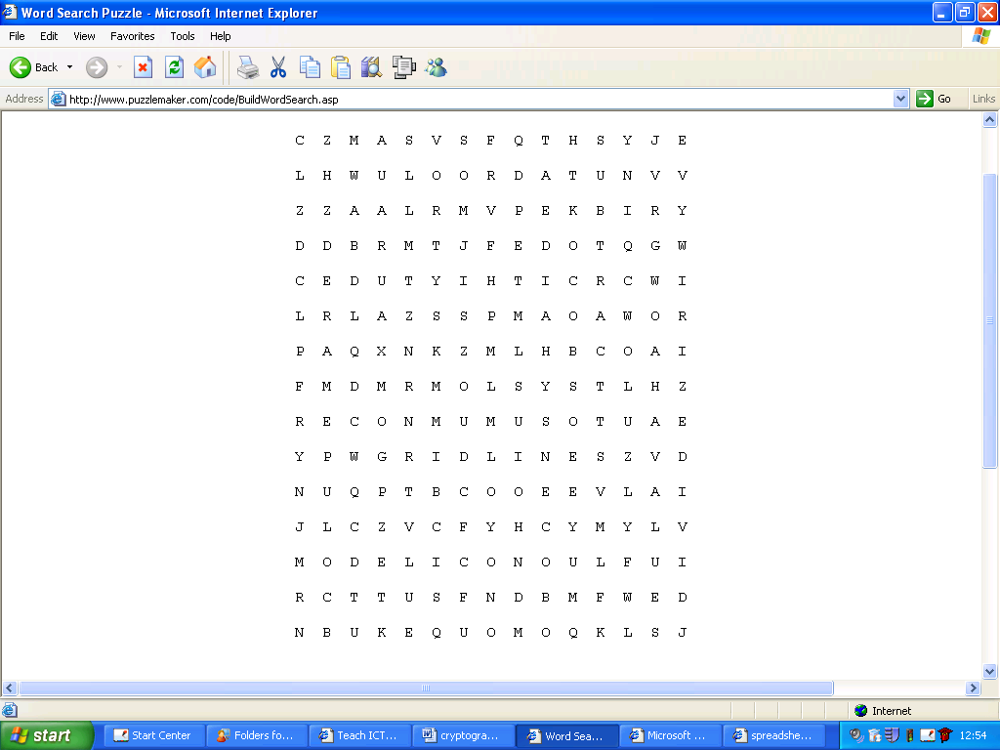 Word Search Puzzle - Microsoft Internet Explorer
File Edit View Favorites Tools Help
Back
Address http://www.puzzlemaker.com/code/BuildWordSearch.asp Go Links
C Z M A S V S F Q T H S Y J E
L H W U L O O R D A T U N V V
Z Z A A L R M V P E K B I R Y
D D B R M T J F E D O T Q G W
C E D U T Y I H T I C R C W I
L R L A Z S S P M A O A W O R
P A Q X N K Z M L H B C O A I
F M D M R M O L S Y S T L H Z
R E C O N M U M U S O T U A E
Y P W G R I D L I N E S Z V D
N U Q P T B C O O E E V L A I
J L C Z V C F Y H C Y M Y L V
M O D E L I C O N O U L F U I
R C T T U S F N D B M F W E D
N B U K E Q U O M O Q K L S J
Internet
start Start Center Folders fo... Teach ICT... cryptogra... Word Sea... Microsoft ... spreadshe... 12:54